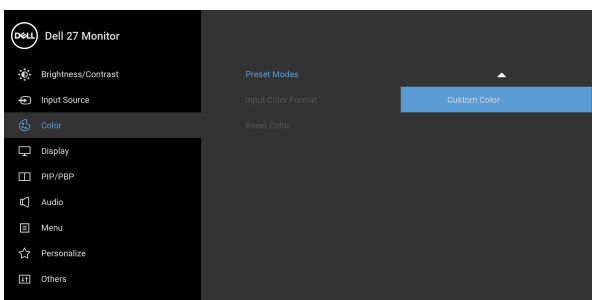 DELL Dell 27 Monitor
Brightness/Contrast
Preset Modes
Input Source
Input Color Format
Custom Color
Color
Reset Color
Display
PIP/PBP
Audio
Menu
Personalize
Others